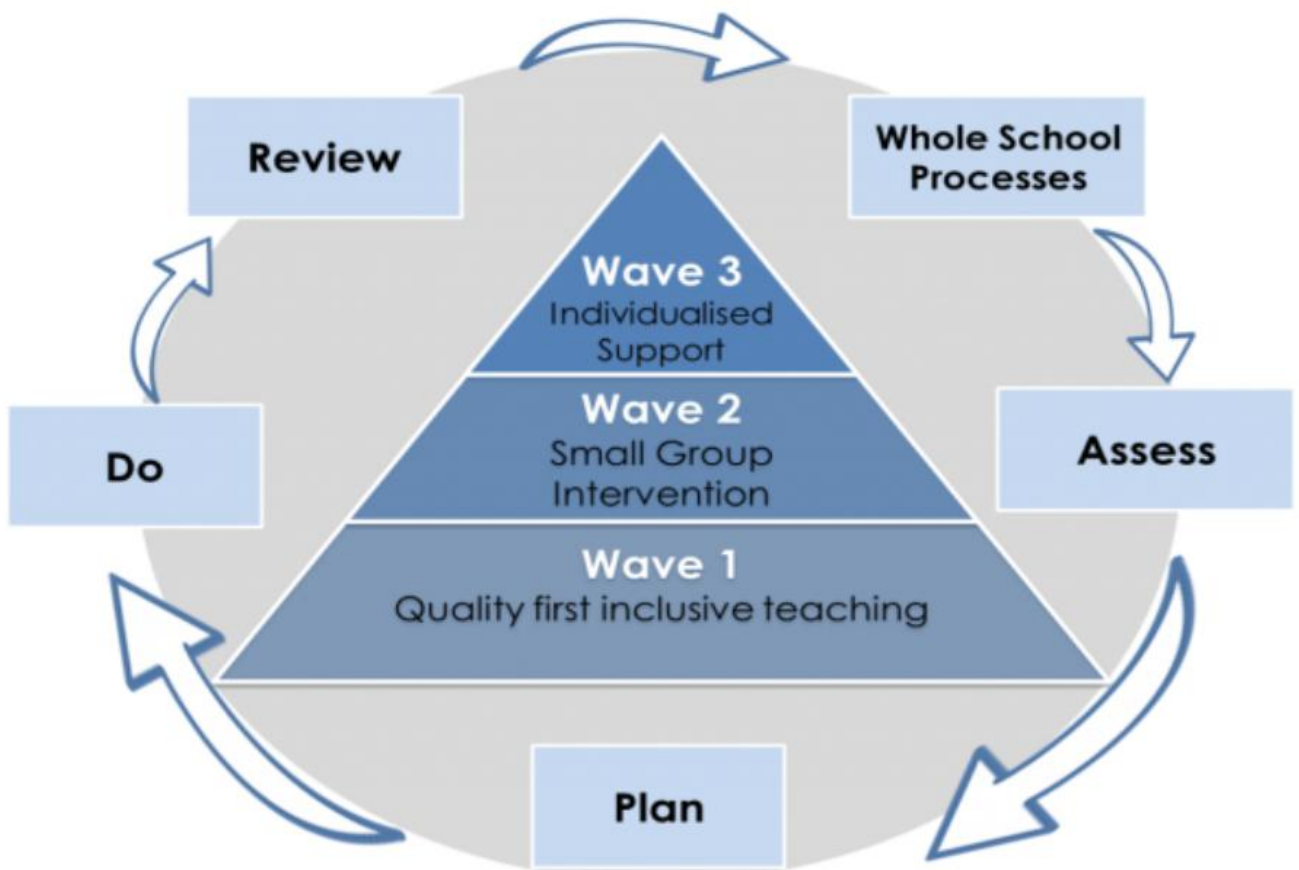 Review
Whole School
Processes
Wave 3
Individualised
Support
Wave 2
Small Group
Intervention
Do
Assess
Wave 1
Quality first inclusive teaching
Plan